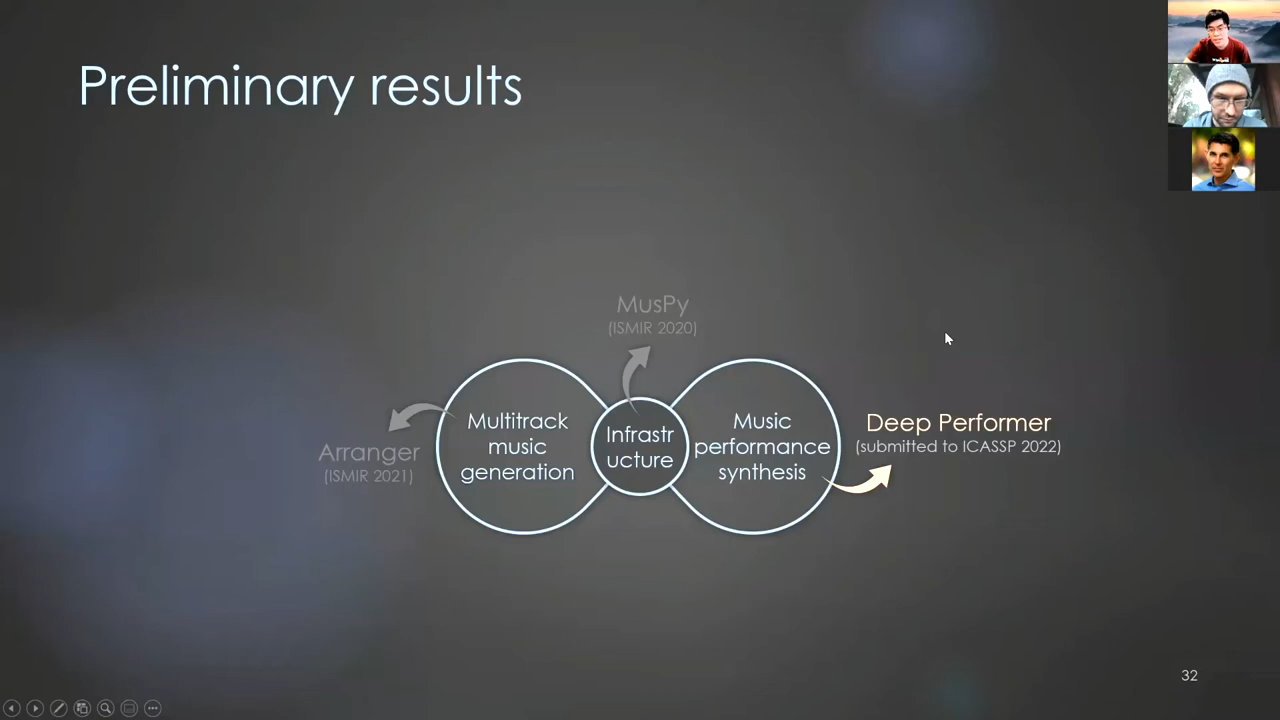 Preliminary results
MusPy
(ISMIR 2020)
Arranger
(ISMIR 2021)
Multitrack
music
generation
Infrastr
ucture
Music
performance
synthesis
Deep Performer
(submitted to ICASSP 2022)
32